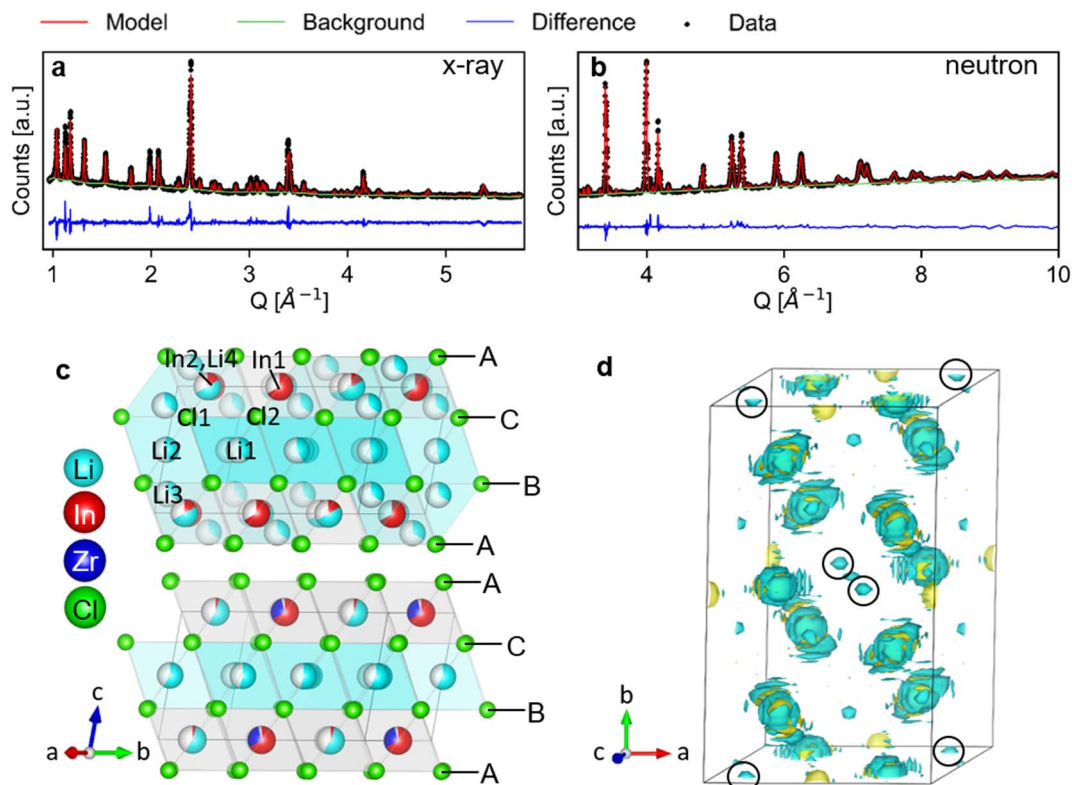 Model Background Difference Data
a x-ray
b neutron
Counts [a.u.]
Counts [a.u.]
1 2 3 4 5
4 6 8 10
Q [Å⁻¹]
Q [Å⁻¹]
c
In2,Li4 In1
A
Cl1 Cl2
C
Li2 Li1
B
Li3
A
Li
In
Zr
Cl
A
C
B
A
c
a b
d
b
c a